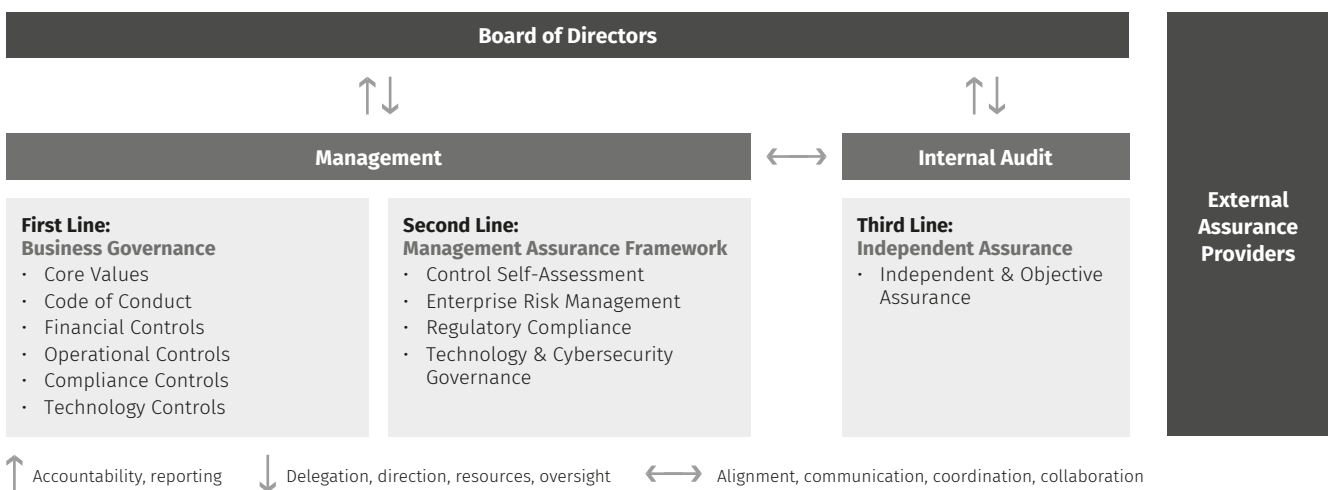 Board of Directors
Management
Internal Audit
First Line:
Business Governance
· Core Values
· Code of Conduct
· Financial Controls
· Operational Controls
· Compliance Controls
· Technology Controls
Second Line:
Management Assurance Framework
· Control Self-Assessment
· Enterprise Risk Management
· Regulatory Compliance
· Technology & Cybersecurity
Governance
Third Line:
Independent Assurance
· Independent & Objective
Assurance
External
Assurance
Providers
Accountability, reporting
Delegation, direction, resources, oversight
Alignment, communication, coordination, collaboration